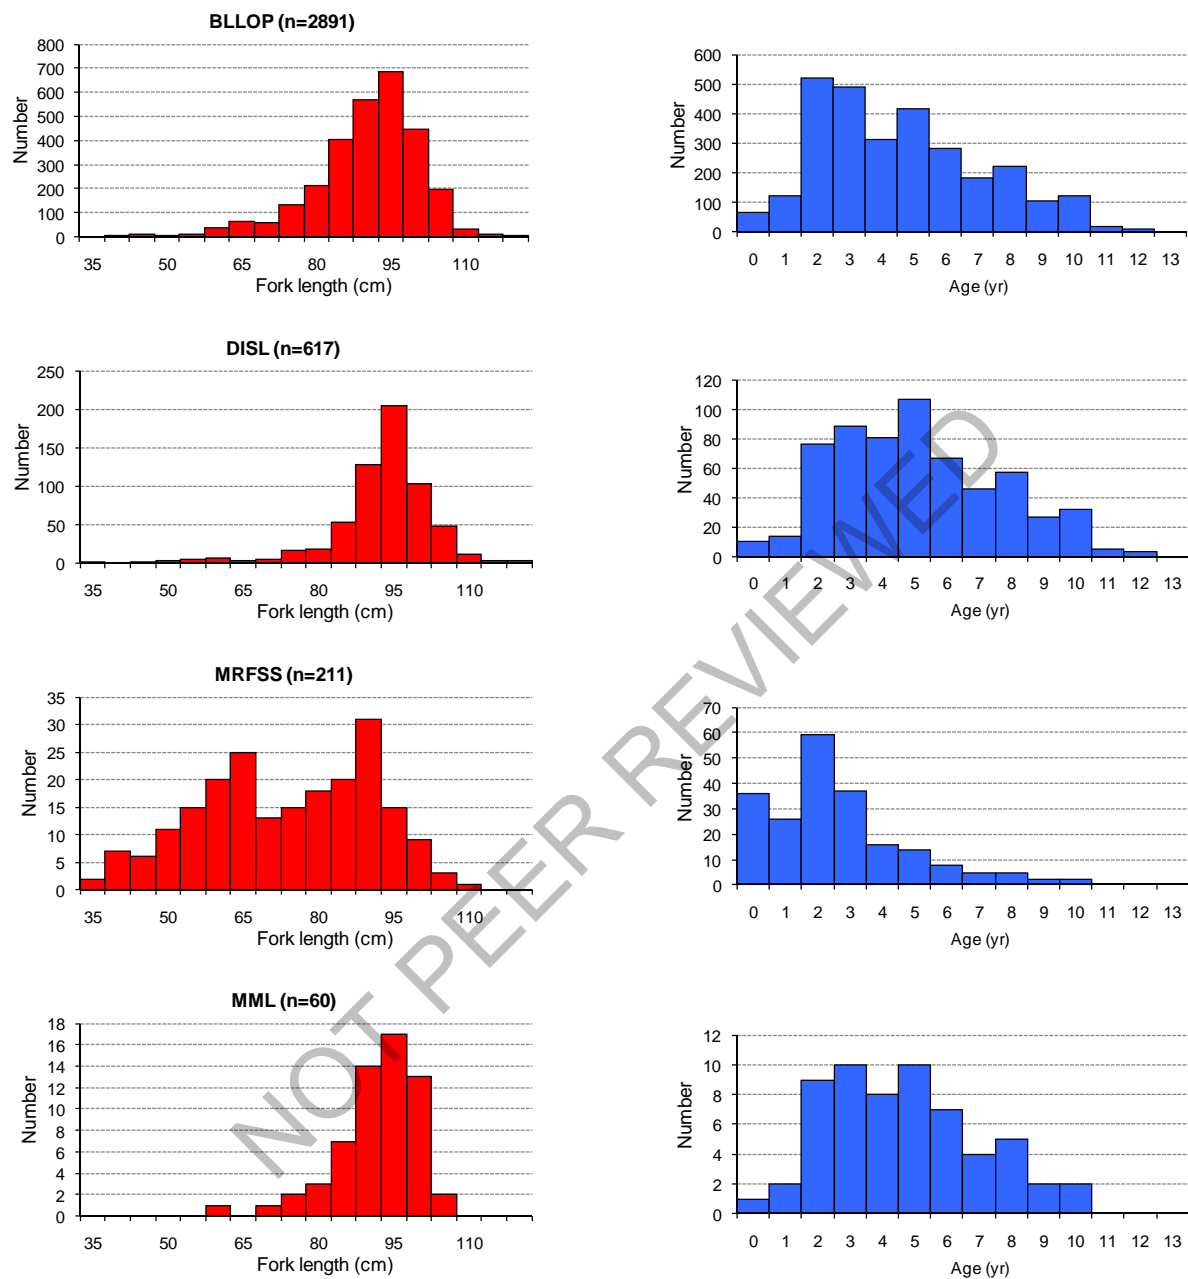 BLLOP (n=2891)
800
700
600
500
400
300
200
100
0
Number
35 50 65 80 95 110
Fork length (cm)
600
500
400
300
200
100
0
Number
0 1 2 3 4 5 6 7 8 9 10 11 12 13
Age (yr)
DISL (n=617)
250
200
150
100
50
0
Number
35 50 65 80 95 110
Fork length (cm)
120
100
80
60
40
20
0
Number
0 1 2 3 4 5 6 7 8 9 10 11 12 13
Age (yr)
MRFSS (n=211)
35
30
25
20
15
10
5
0
Number
35 50 65 80 95 110
Fork length (cm)
70
60
50
40
30
20
10
0
Number
0 1 2 3 4 5 6 7 8 9 10 11 12 13
Age (yr)
MML (n=60)
18
16
14
12
10
8
6
4
2
0
Number
35 50 65 80 95 110
Fork length (cm)
12
10
8
6
4
2
0
Number
0 1 2 3 4 5 6 7 8 9 10 11 12 13
Age (yr)
NOT PEER REVIEWED